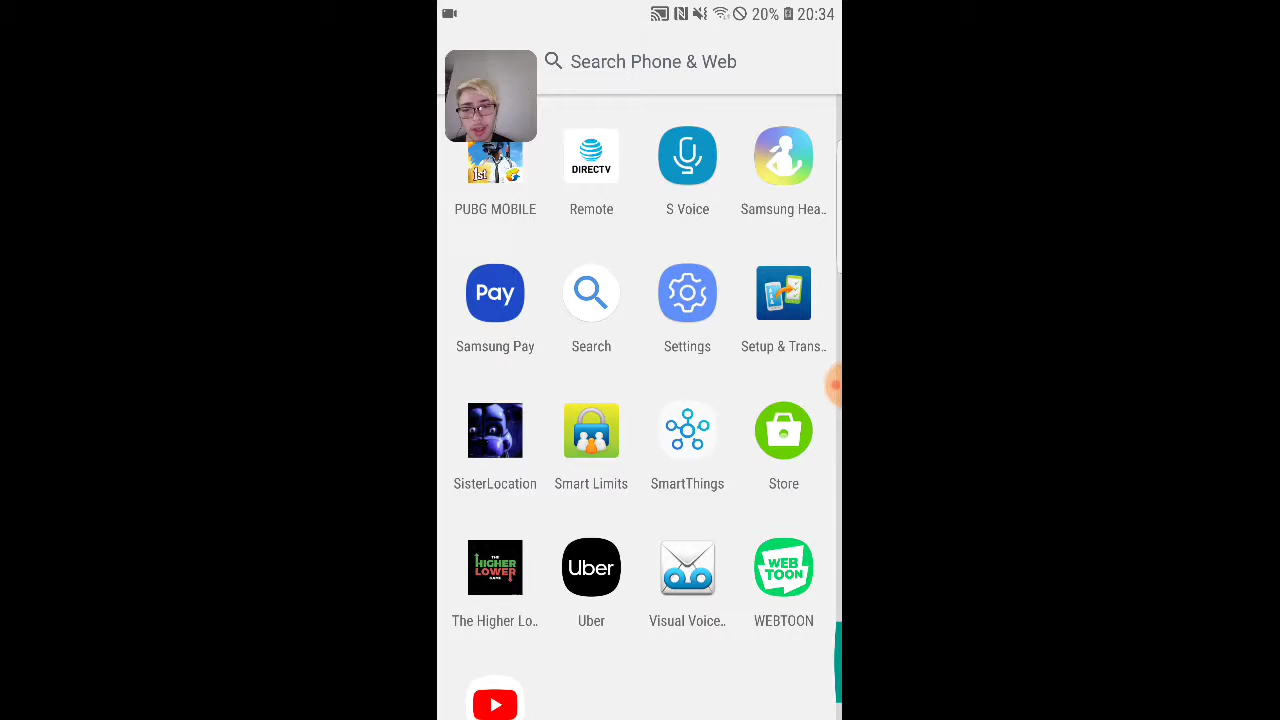 20% 20:34
Search Phone & Web
1st DIRECTV
PUBG MOBILE Remote S Voice Samsung Hea..
Pay
Samsung Pay Search Settings Setup & Trans..
SisterLocation Smart Limits SmartThings Store
THE HIGHER LOWER GAME Uber WEB TOON
The Higher Lo.. Uber Visual Voice.. WEBTOON